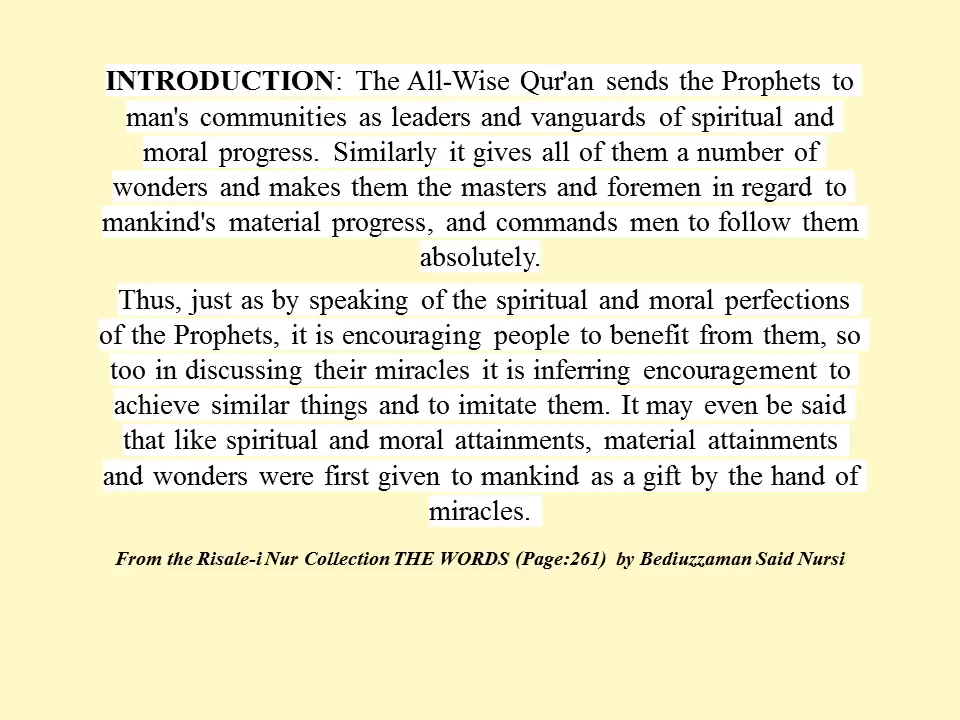 INTRODUCTION: The All-Wise Qur'an sends the Prophets to
man's communities as leaders and vanguards of spiritual and
moral progress. Similarly it gives all of them a number of
wonders and makes them the masters and foremen in regard to
mankind's material progress, and commands men to follow them
absolutely.
Thus, just as by speaking of the spiritual and moral perfections
of the Prophets, it is encouraging people to benefit from them, so
too in discussing their miracles it is inferring encouragement to
achieve similar things and to imitate them. It may even be said
that like spiritual and moral attainments, material attainments
and wonders were first given to mankind as a gift by the hand of
miracles.
From the Risale-i Nur Collection THE WORDS (Page:261) by Bediuzzaman Said Nursi